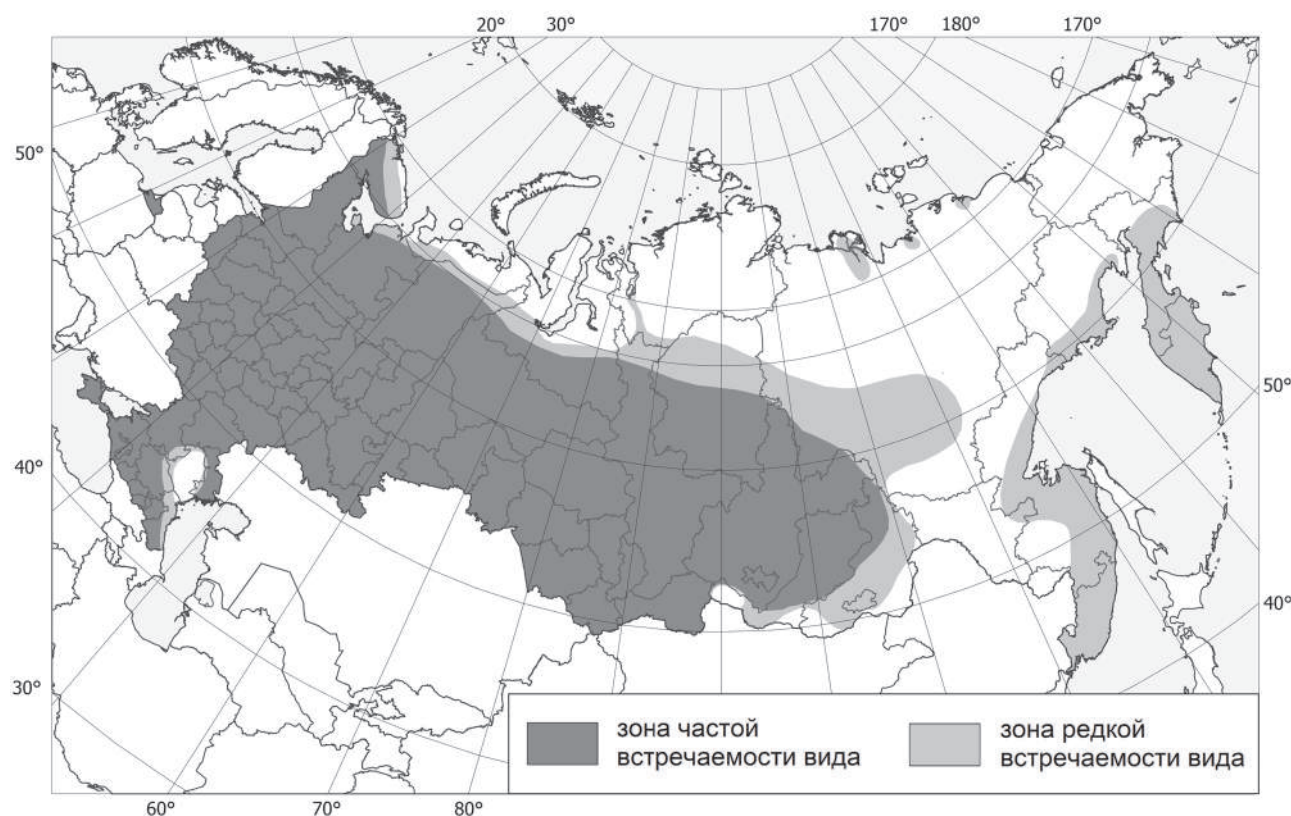 20° 30° 170° 180° 170°
50°
50°
40°
40°
30°
зона частой
встречаемости вида
зона редкой
встречаемости вида
60° 70° 80°